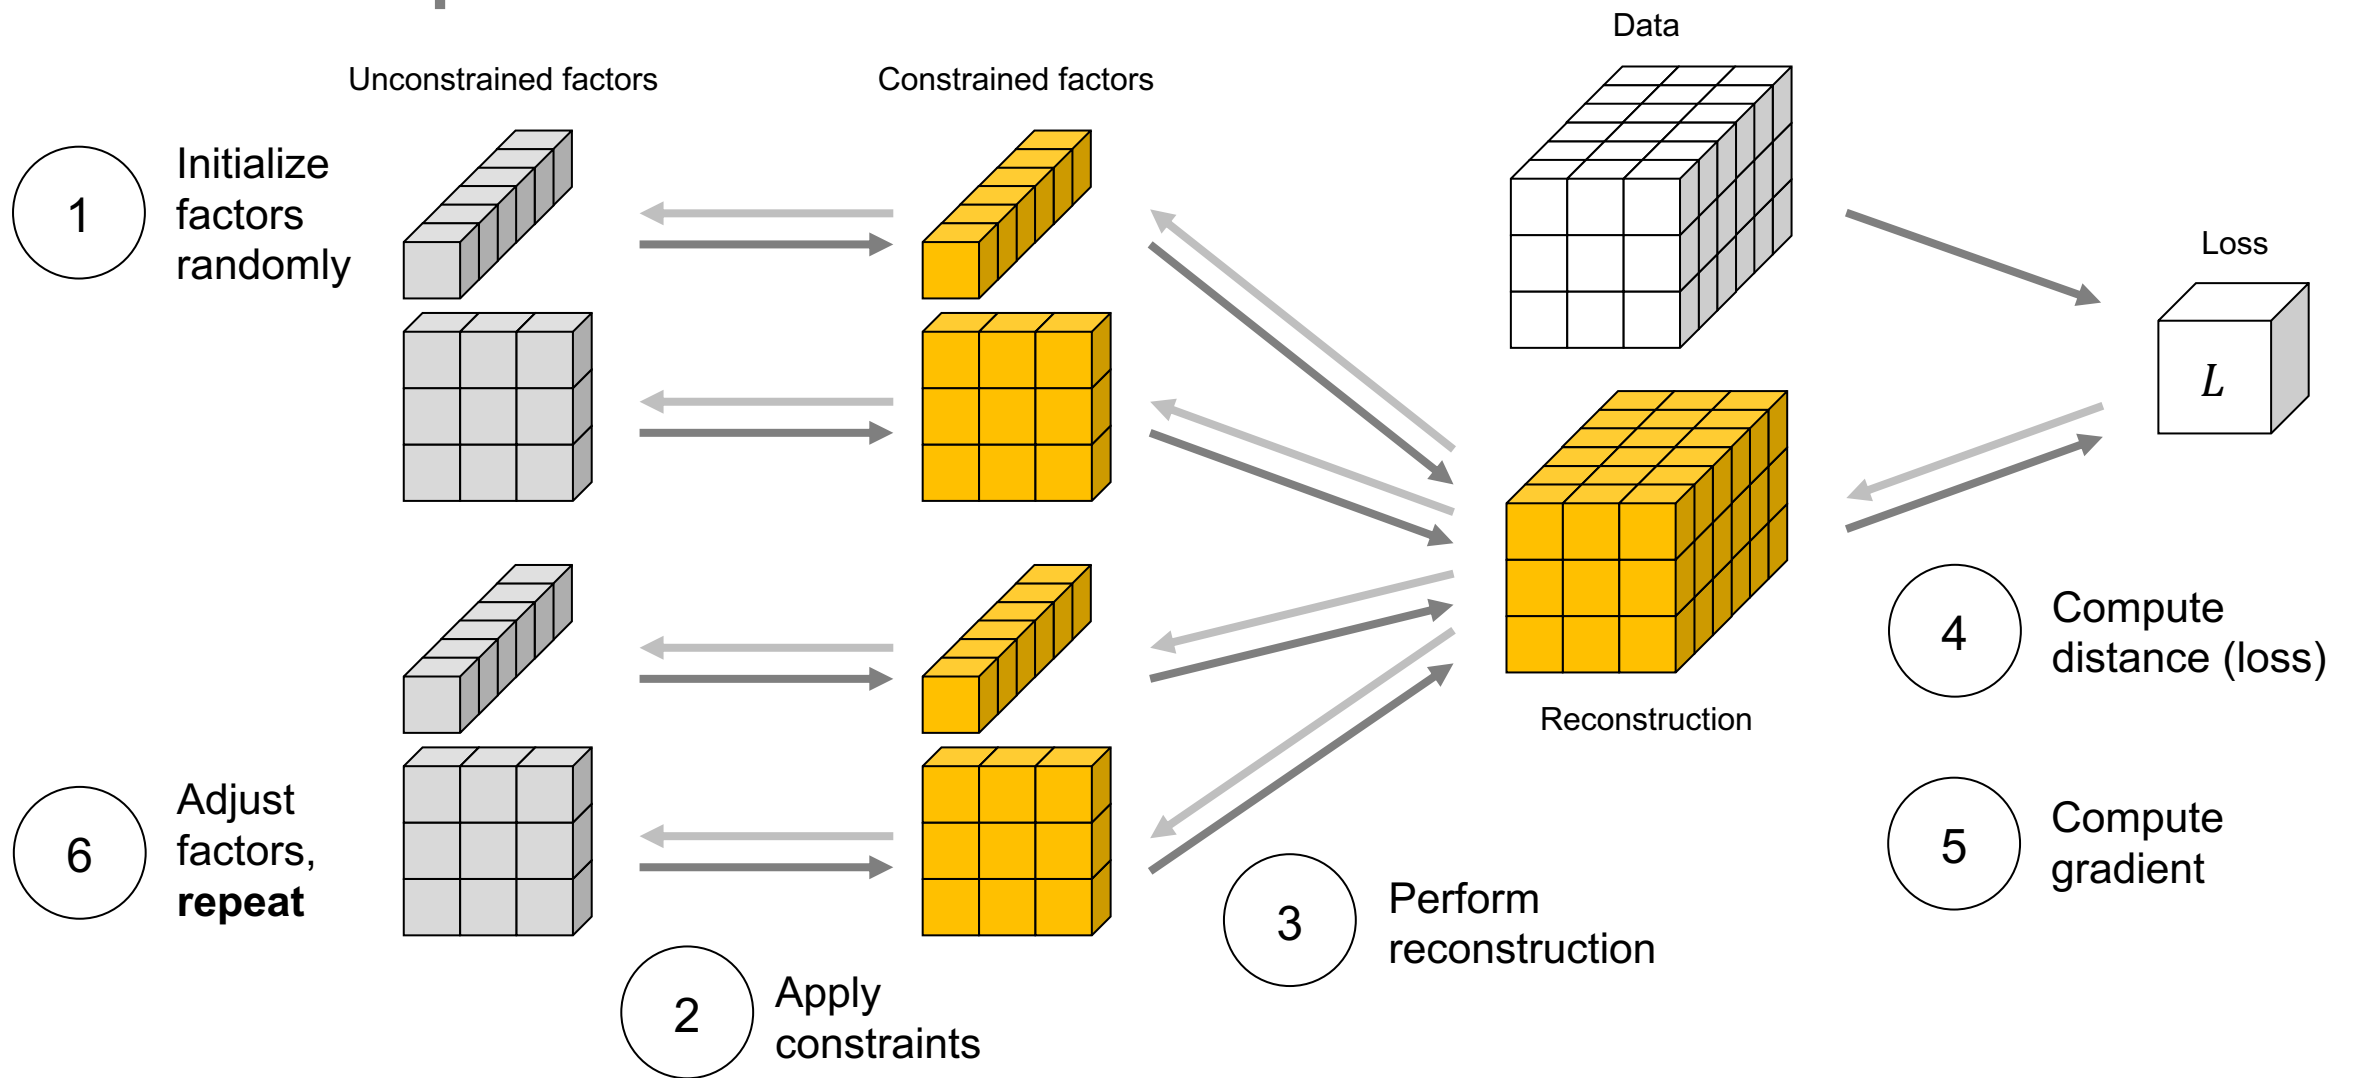 Data
Unconstrained factors
Constrained factors
1
Initialize
factors
randomly
Loss
L
4
Compute
distance (loss)
Reconstruction
6
Adjust
factors,
repeat
5
Compute
gradient
3
Perform
reconstruction
2
Apply
constraints